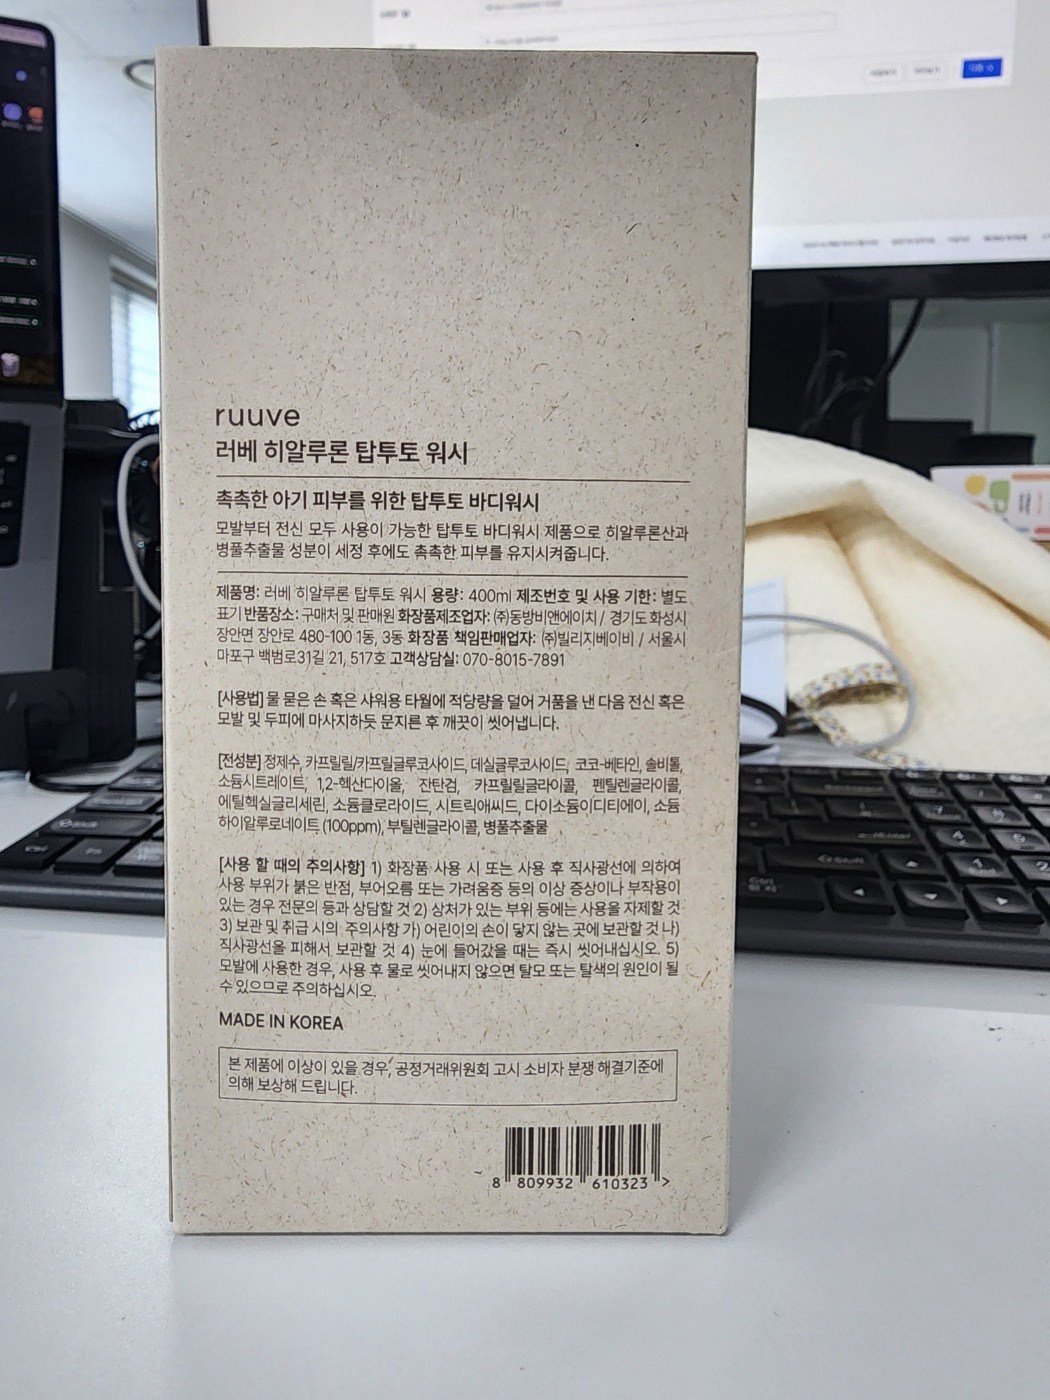 ruuve
러베 히알루론 탑투토 워시
촉촉한 아기 피부를 위한 탑투토 바디워시
모발부터 전신 모두 사용이 가능한 탑투토 바디워시 제품으로 히알루론산과
병풀추출물 성분이 세정 후에도 촉촉한 피부를 유지시켜줍니다.
제품명: 러베 히알루론 탑투토 워시 용량: 400ml 제조번호 및 사용 기한: 별도
표기 반품장소: 구매처 및 판매원 화장품제조업자: ㈜동방비앤에이치 / 경기도 화성시
장안면 장안로 480-100 1동, 3동 화장품 책임판매업자: ㈜빌리지베이비 / 서울시
마포구 백범로31길 21, 517호 고객상담실: 070-8015-7891
[사용법] 물 묻은 손 혹은 샤워용 타월에 적당량을 덜어 거품을 낸 다음 전신 혹은
모발 및 두피에 마사지하듯 문지른 후 깨끗이 씻어냅니다.
[전성분] 정제수, 카프릴릴/카프릴글루코사이드, 데실글루코사이드, 코코-베타인, 솔비톨,
소듐시트레이트, 1,2-헥산다이올, 잔탄검, 카프릴릴글라이콜, 펜틸렌글라이콜,
에틸헥실글리세린, 소듐클로라이드, 시트릭애씨드, 다이소듐이디티에이, 소듐
하이알루로네이트 (100ppm), 부틸렌글라이콜, 병풀추출물
[사용 할 때의 주의사항] 1) 화장품 사용 시 또는 사용 후 직사광선에 의하여
사용 부위가 붉은 반점, 부어오름 또는 가려움증 등의 이상 증상이나 부작용이
있는 경우 전문의 등과 상담할 것 2) 상처가 있는 부위 등에는 사용을 자제할 것
3) 보관 및 취급 시의 주의사항 가) 어린이의 손이 닿지 않는 곳에 보관할 것 나)
직사광선을 피해서 보관할 것 4) 눈에 들어갔을 때는 즉시 씻어내십시오. 5)
모발에 사용한 경우, 사용 후 물로 씻어내지 않으면 탈모 또는 탈색의 원인이 될
수 있으므로 주의하십시오.
MADE IN KOREA
본 제품에 이상이 있을 경우, 공정거래위원회 고시 소비자 분쟁 해결기준에
의해 보상해 드립니다.
8 809932 610323 >